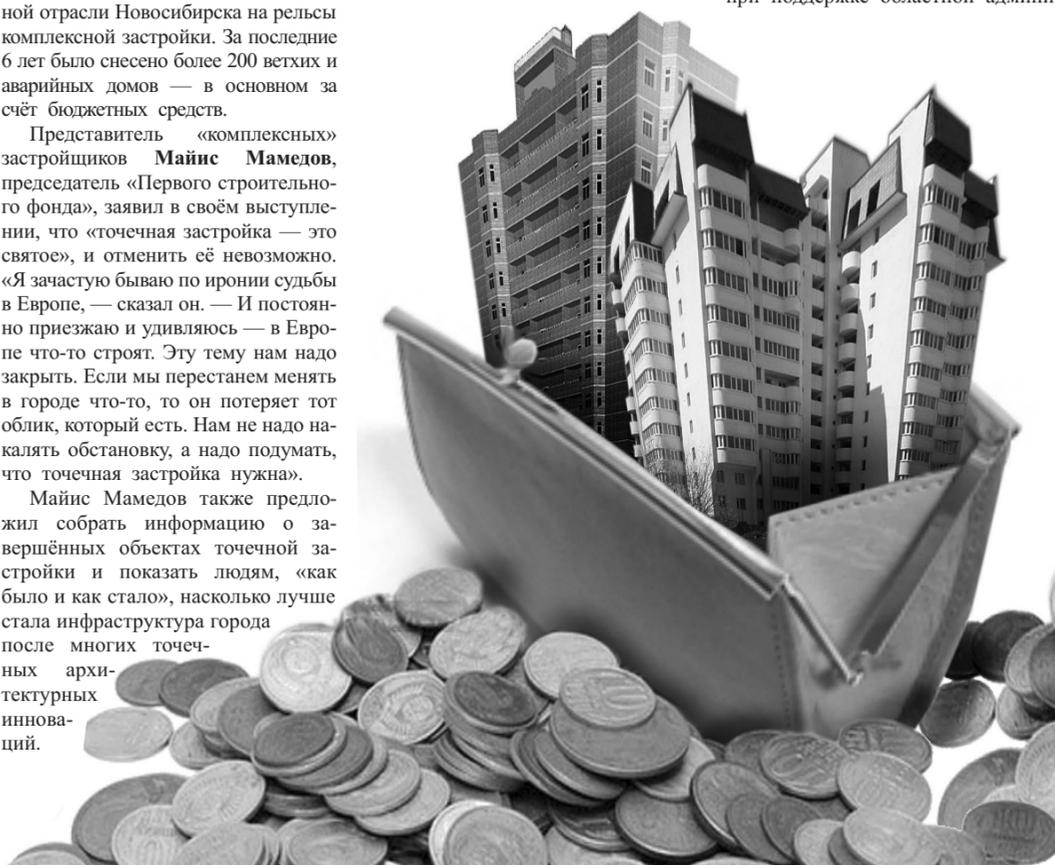 при поддержке областной админи
ной отрасли Новосибирска на рельсы
комплексной застройки. За последние
6 лет было снесено более 200 ветхих и
аварийных домов — в основном за
счёт бюджетных средств.
Представитель «комплексных»
застройщиков Майис Мамедов,
председатель «Первого строительно-
го фонда», заявил в своём выступле-
нии, что «точечная застройка — это
святое», и отменить её невозможно.
«Я зачастую бываю по иронии судьбы
в Европе, — сказал он. — И постоян-
но приезжаю и удивляюсь — в Евро-
пе что-то строят. Эту тему нам надо
закрыть. Если мы перестанем менять
в городе что-то, то он потеряет тот
облик, который есть. Нам не надо на-
калять обстановку, а надо подумать,
что точечная застройка нужна».
Майис Мамедов также предло-
жил собрать информацию о за-
вершённых объектах точечной за-
стройки и показать людям, «как
было и как стало», насколько лучше
стала инфраструктура города
после многих точеч-
ных архи-
тектурных
иннова-
ций.